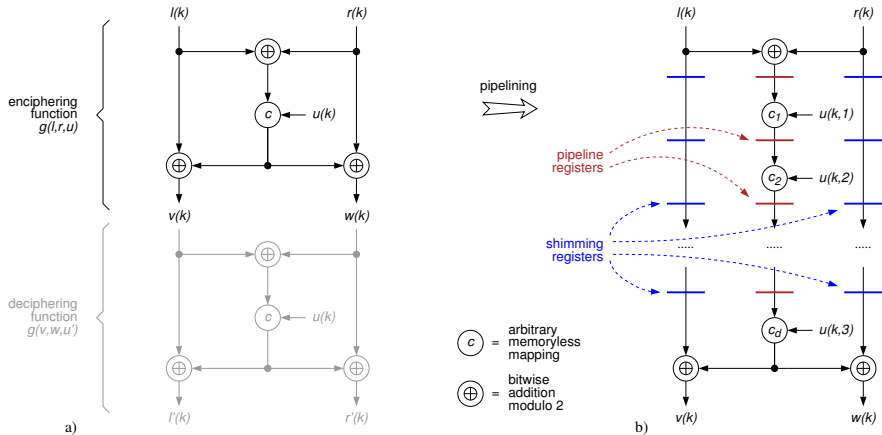 l(k)
r(k)
enciphering
function
g(l,r,u)
c
u(k)
v(k)
w(k)
deciphering
function
g(v,w,u')
c
u(k)
l'(k)
r'(k)
a)
pipelining
l(k)
r(k)
c1
u(k,1)
pipeline
registers
c2
u(k,2)
shimming
registers
..... ..... .....
cd
u(k,3)
v(k)
w(k)
b)
c = arbitrary
memoryless
mapping
⊕ = bitwise
addition
modulo 2